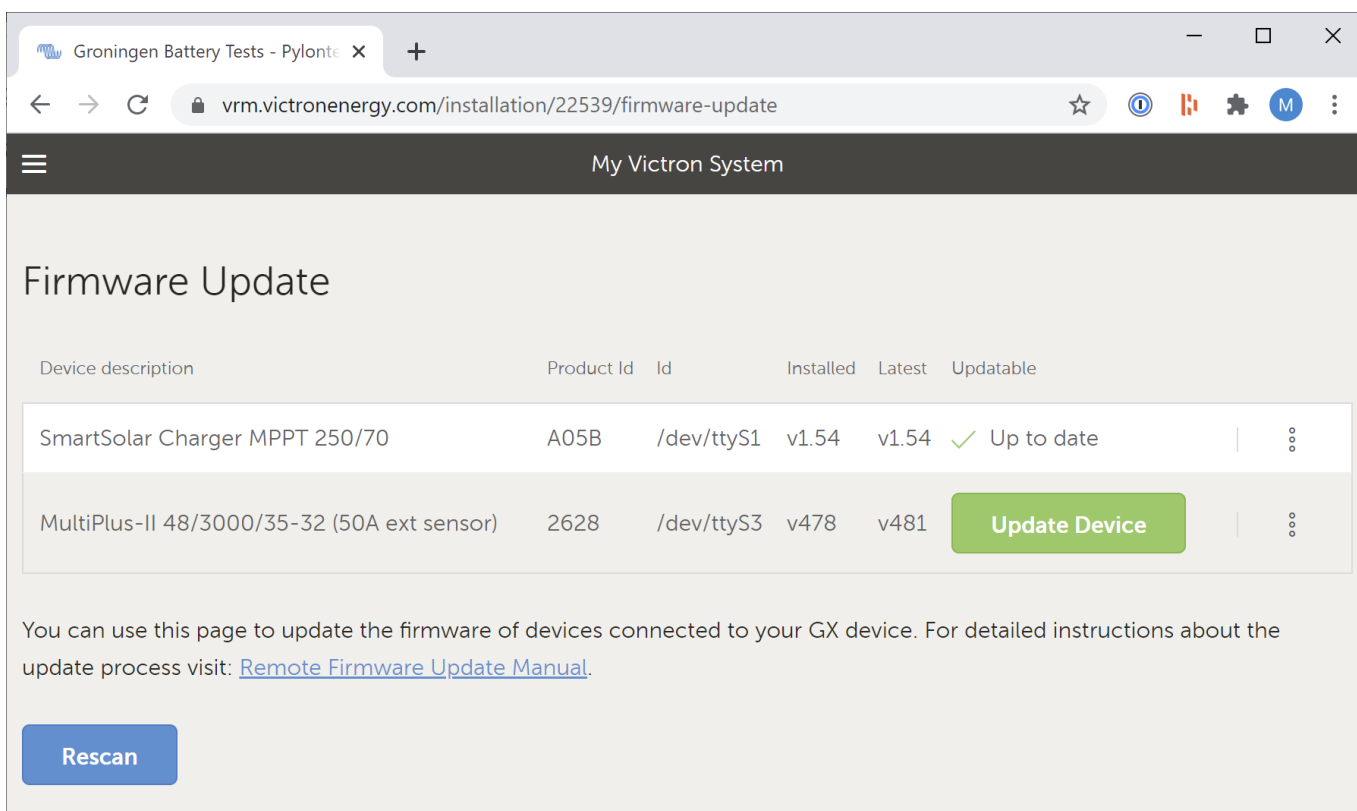 Groningen Battery Tests - Pylonte
vrm.victronenergy.com/installation/22539/firmware-update
M
My Victron System
Firmware Update
Device description Product Id Id Installed Latest Updatable
SmartSolar Charger MPPT 250/70 A05B /dev/ttyS1 v1.54 v1.54 Up to date
MultiPlus-II 48/3000/35-32 (50A ext sensor) 2628 /dev/ttyS3 v478 v481 Update Device
You can use this page to update the firmware of devices connected to your GX device. For detailed instructions about the
update process visit: Remote Firmware Update Manual.
Rescan